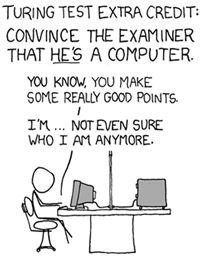 TURING TEST EXTRA CREDIT:
CONVINCE THE EXAMINER
THAT HE'S A COMPUTER.
YOU KNOW, YOU MAKE
SOME REALLY GOOD POINTS.
I'M ... NOT EVEN SURE
WHO I AM ANYMORE.